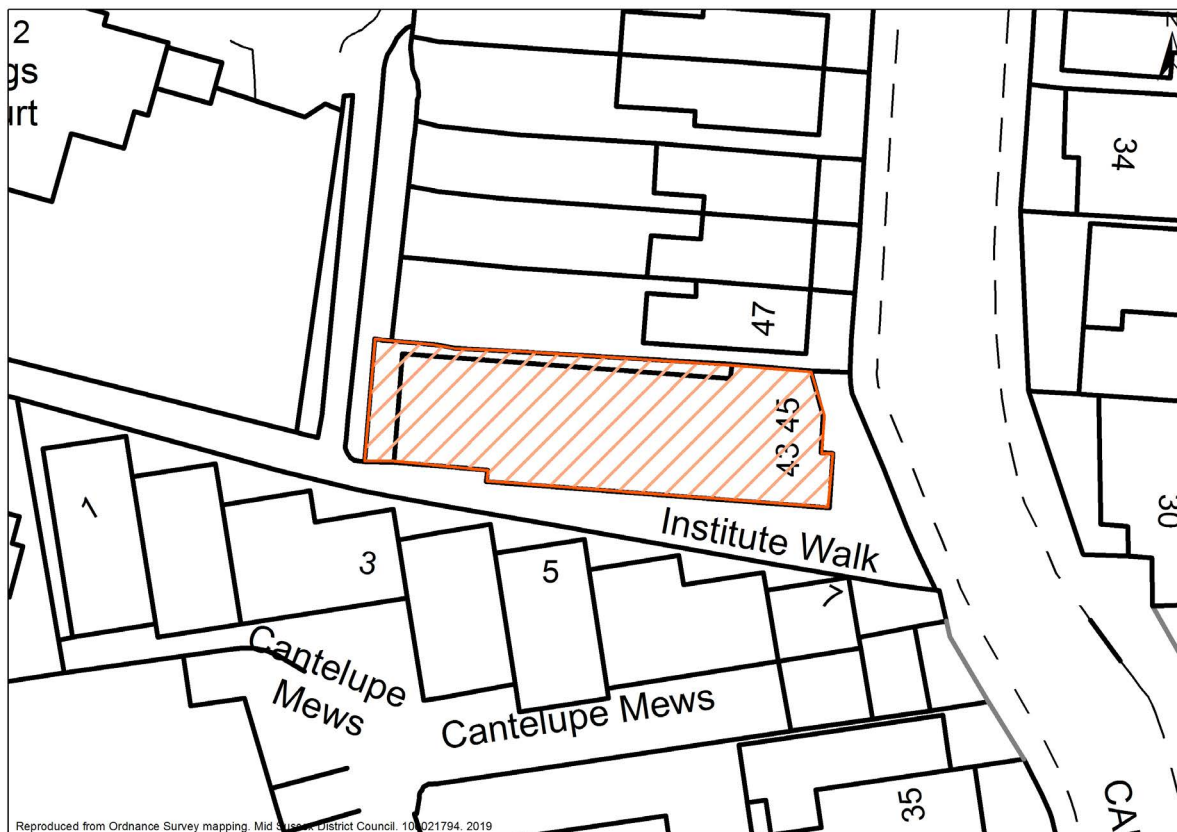 2
gs
urt
34
47
43 45
30
Institute Walk
1
3
5
7
Cantelupe
Mews
Cantelupe Mews
35
CA
Reproduced from Ordnance Survey mapping. Mid Sussex District Council. 100021794. 2019